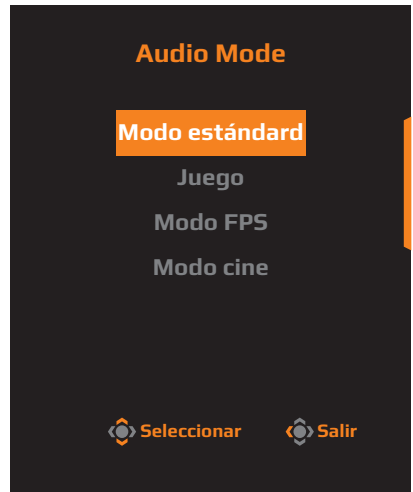 Audio Mode
Modo estándard
Juego
Modo FPS
Modo cine
Seleccionar Salir